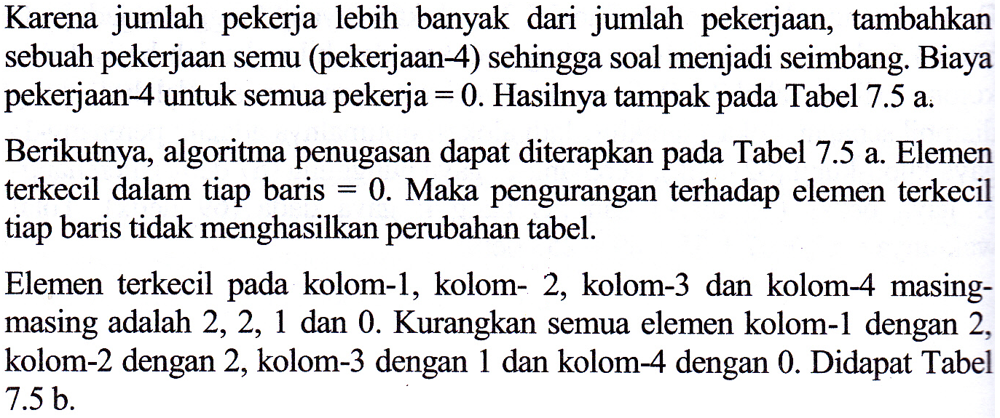 Karena jumlah pekerja lebih banyak dari jumlah pekerjaan, tambahkan
sebuah pekerjaan semu (pekerjaan-4) sehingga soal menjadi seimbang. Biaya
pekerjaan-4 untuk semua pekerja = 0. Hasilnya tampak pada Tabel 7.5 a.
Berikutnya, algoritma penugasan dapat diterapkan pada Tabel 7.5 a. Elemen
terkecil dalam tiap baris = 0. Maka pengurangan terhadap elemen terkecil
tiap baris tidak menghasilkan perubahan tabel.
Elemen terkecil pada kolom-1, kolom- 2, kolom-3 dan kolom-4 masing-
masing adalah 2, 2, 1 dan 0. Kurangkan semua elemen kolom-1 dengan 2,
kolom-2 dengan 2, kolom-3 dengan 1 dan kolom-4 dengan 0. Didapat Tabel
7.5 b.